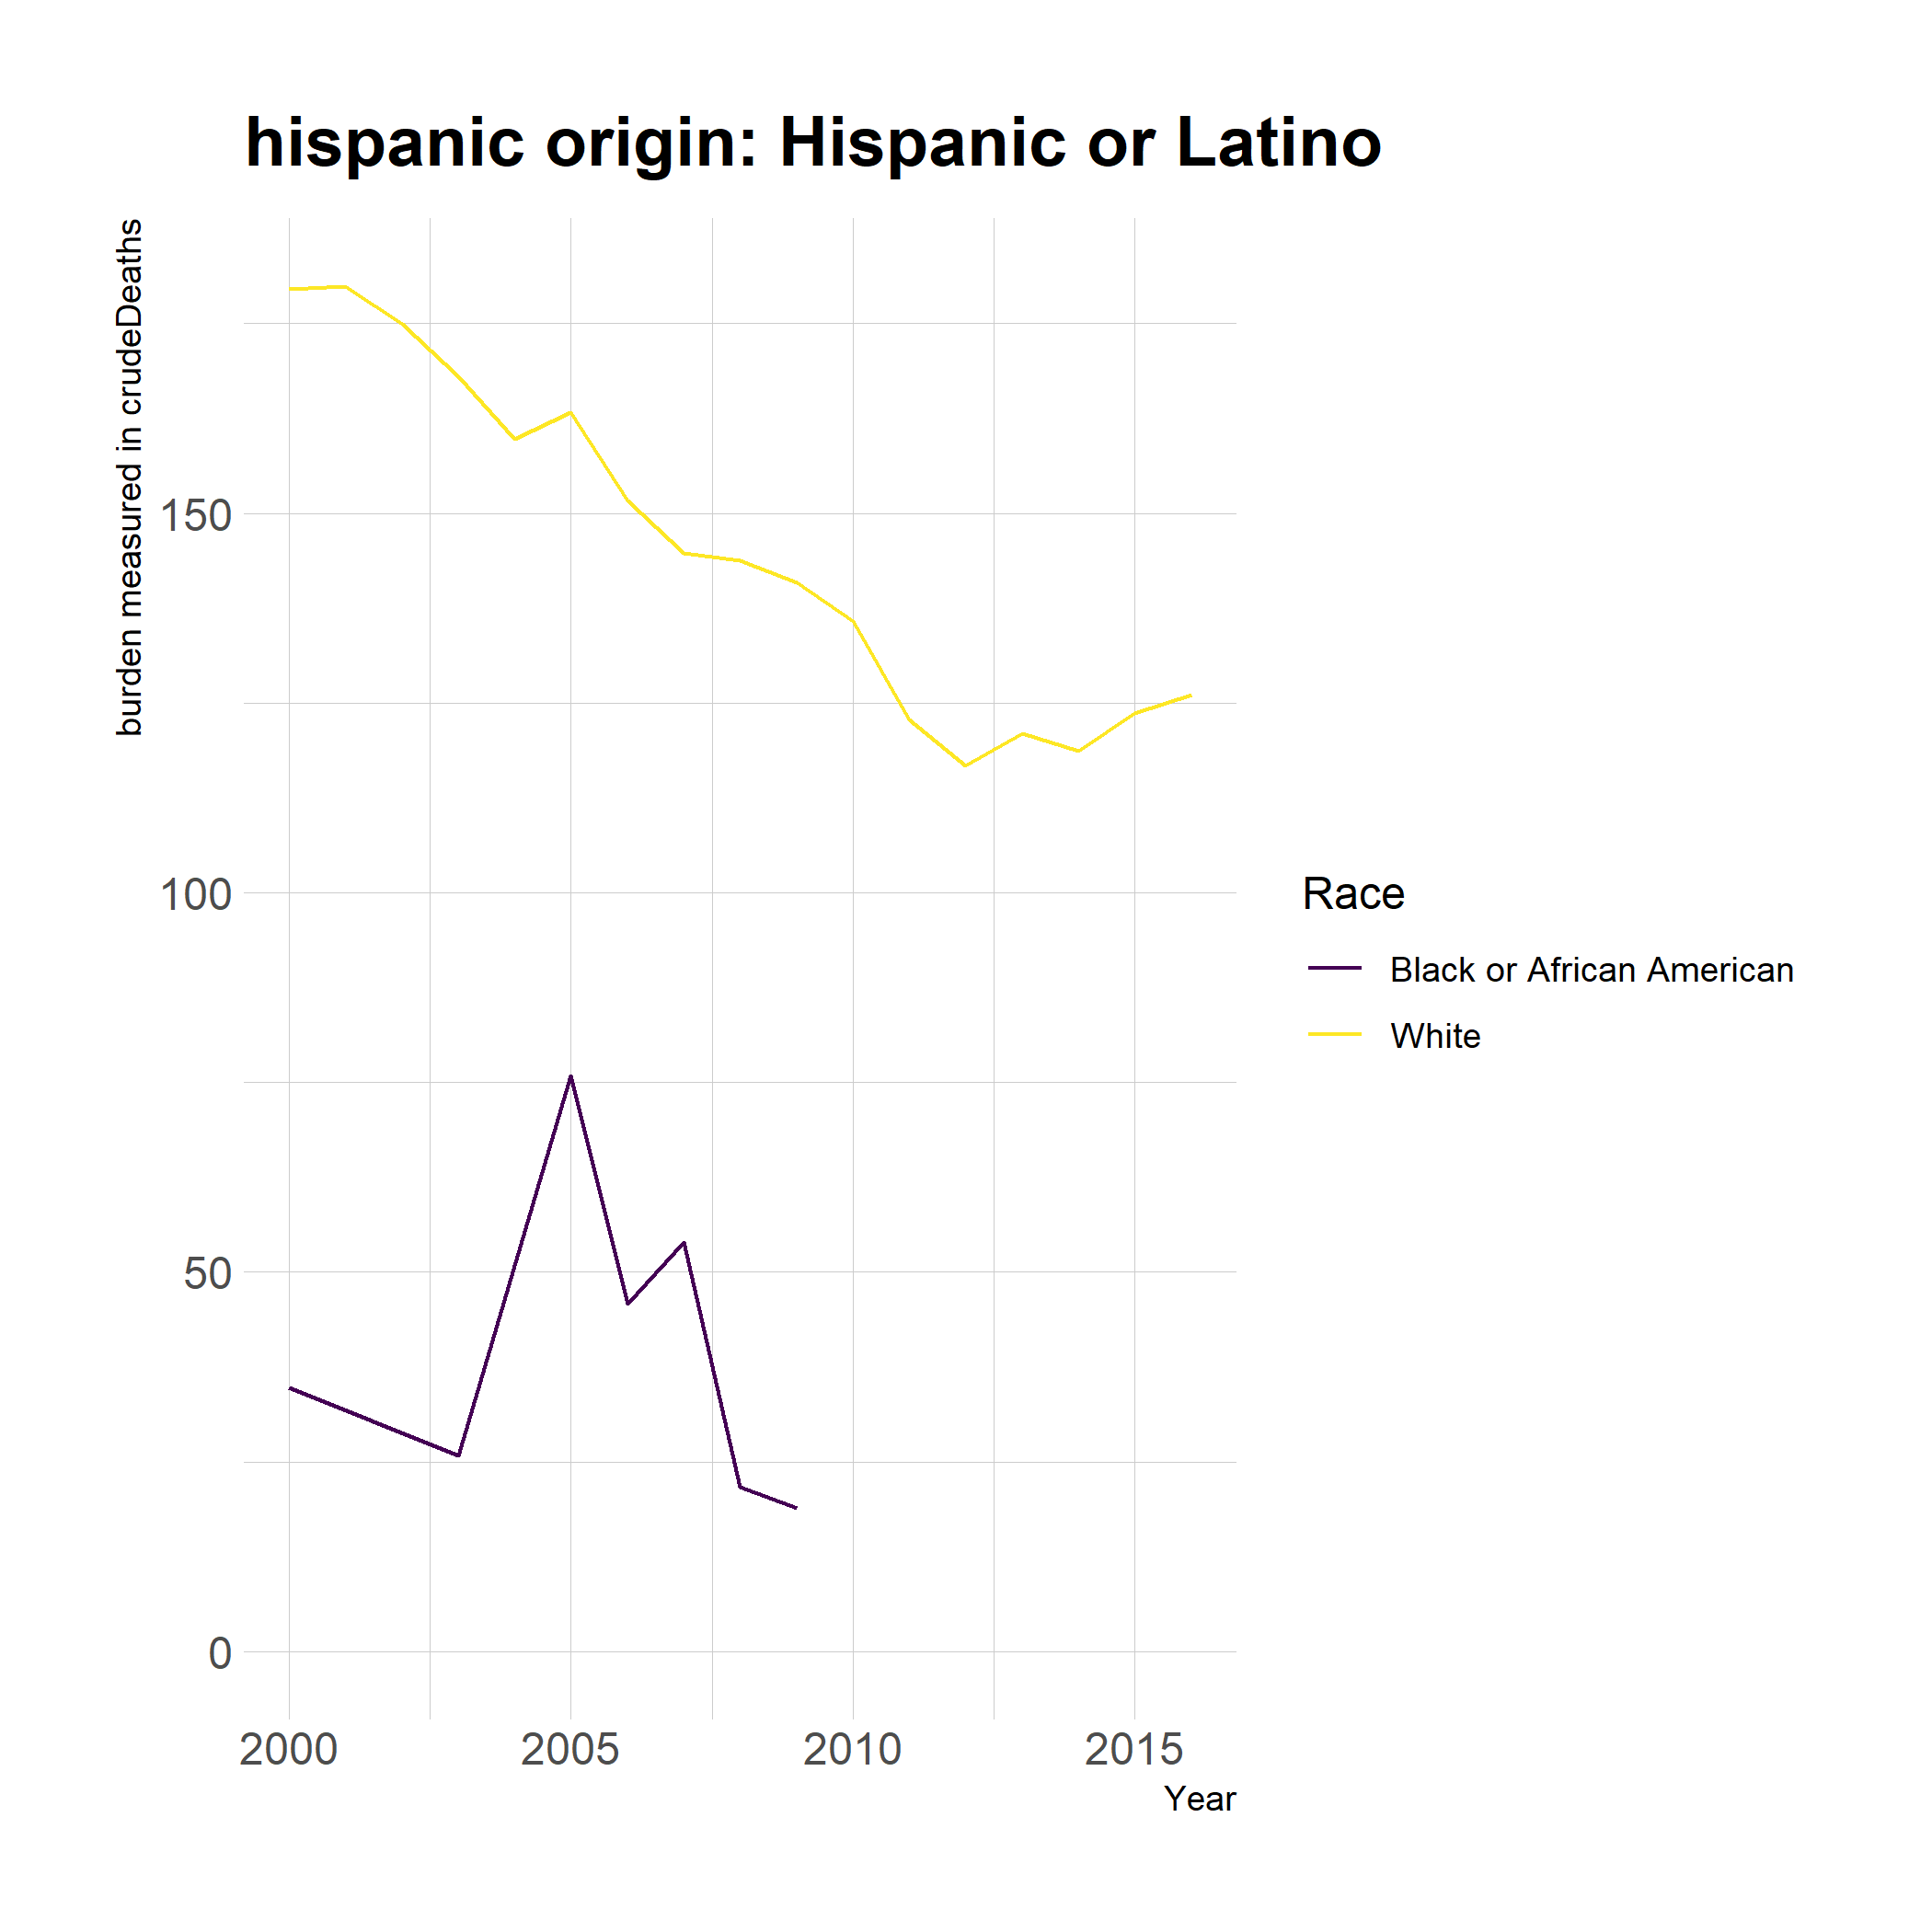 hispanic origin: Hispanic or Latino
burden measured in crudeDeaths
150
100
50
0
2000
2005
2010
2015
Year
Race
Black or African American
White